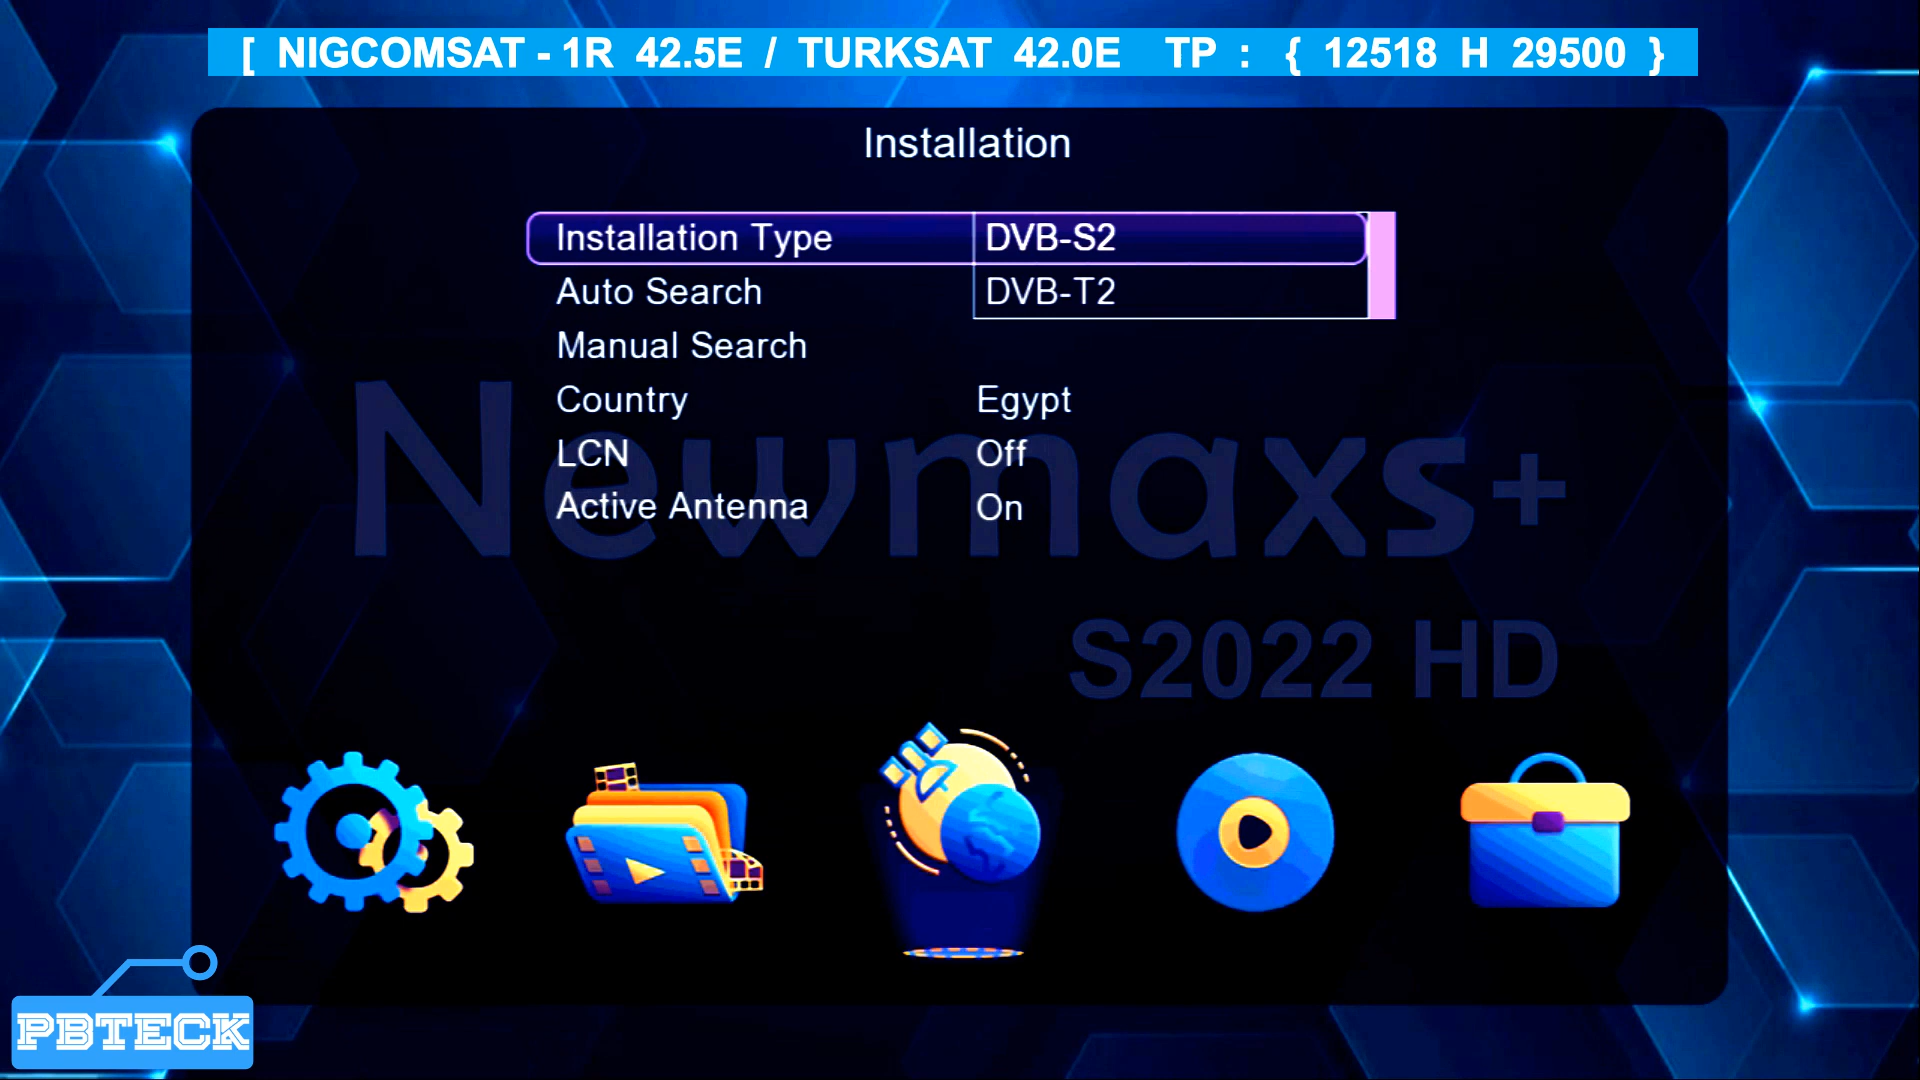 [ NIGCOMSAT - 1R 42.5E / TURKSAT 42.0E TP : { 12518 H 29500 }
Installation
Installation Type DVB-S2
Auto Search DVB-T2
Manual Search
Country Egypt
LCN Off
Active Antenna On
Newmaxs+
S2022 HD
PBTECK